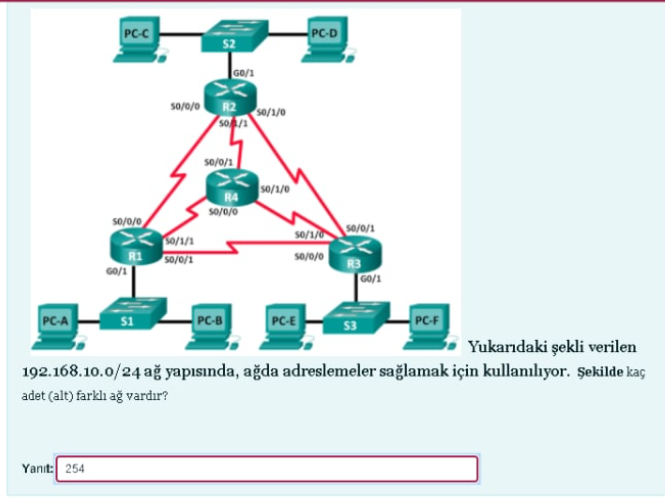 PC-C
PC-D
S2
G0/1
S0/0/0
R2
S0/1/0
S0/1/1
S0/0/1
S0/1/0
R4
S0/0/0
S0/0/0
S0/1/1
S0/1/0
S0/0/1
R1
S0/0/1
S0/0/0
R3
G0/1
G0/1
PC-A
S1
PC-B
PC-E
S3
PC-F
Yukarıdaki şekli verilen
192.168.10.0/24 ağ yapısında, ağda adreslemeler sağlamak için kullanılıyor. Şekilde kaç
adet (alt) farklı ağ vardır?
Yanıt: 254